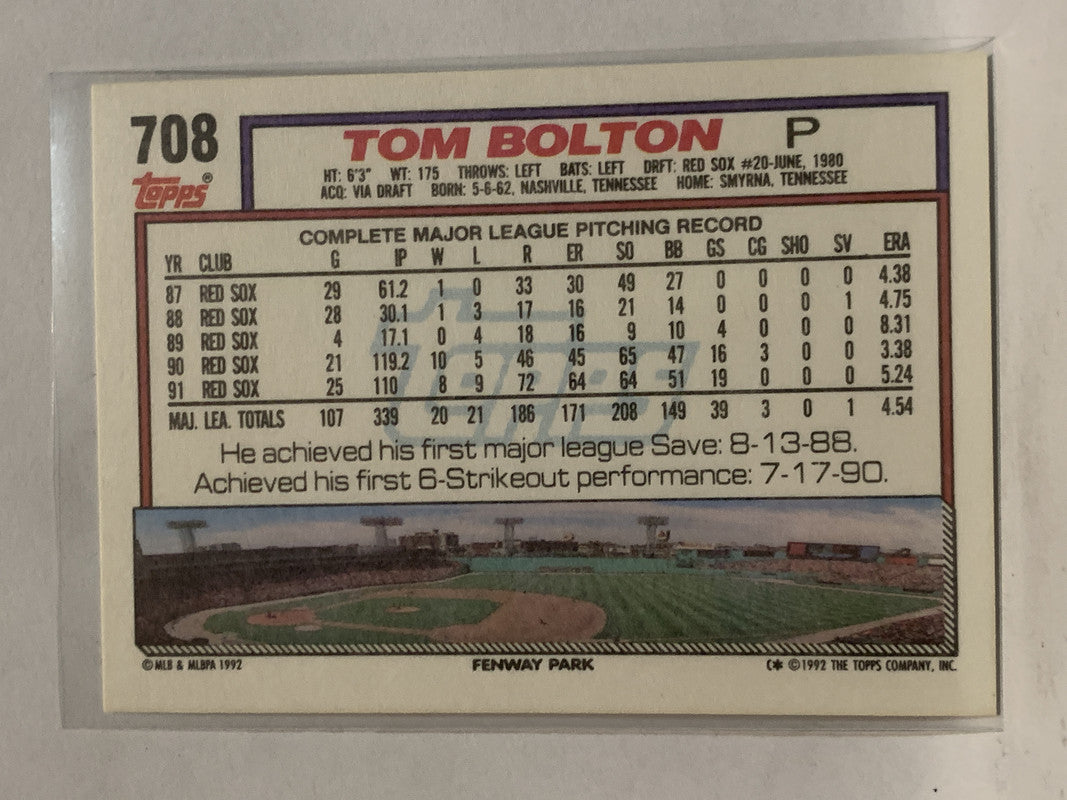 708
TOM BOLTON P
Topps®
HT: 6'3" WT: 175 THROWS: LEFT BATS: LEFT DRFT: RED SOX #20-JUNE, 1980
ACQ: VIA DRAFT BORN: 5-6-62, NASHVILLE, TENNESSEE HOME: SMYRNA, TENNESSEE
COMPLETE MAJOR LEAGUE PITCHING RECORD
YR CLUB G IP W L R ER SO BB GS CG SHO SV ERA
87 RED SOX 29 61.2 1 0 33 30 49 27 0 0 0 0 4.38
88 RED SOX 28 30.1 1 3 17 16 21 14 0 0 0 1 4.75
89 RED SOX 4 17.1 0 4 18 16 9 10 4 0 0 0 8.31
90 RED SOX 21 119.2 10 5 46 45 65 47 16 3 0 0 3.38
91 RED SOX 25 110 8 9 72 64 64 51 19 0 0 0 5.24
MAJ. LEA. TOTALS 107 339 20 21 186 171 208 149 39 3 0 1 4.54
Topps
He achieved his first major league Save: 8-13-88.
Achieved his first 6-Strikeout performance: 7-17-90.
©MLB & MLBPA 1992 FENWAY PARK C* ©1992 THE TOPPS COMPANY, INC.